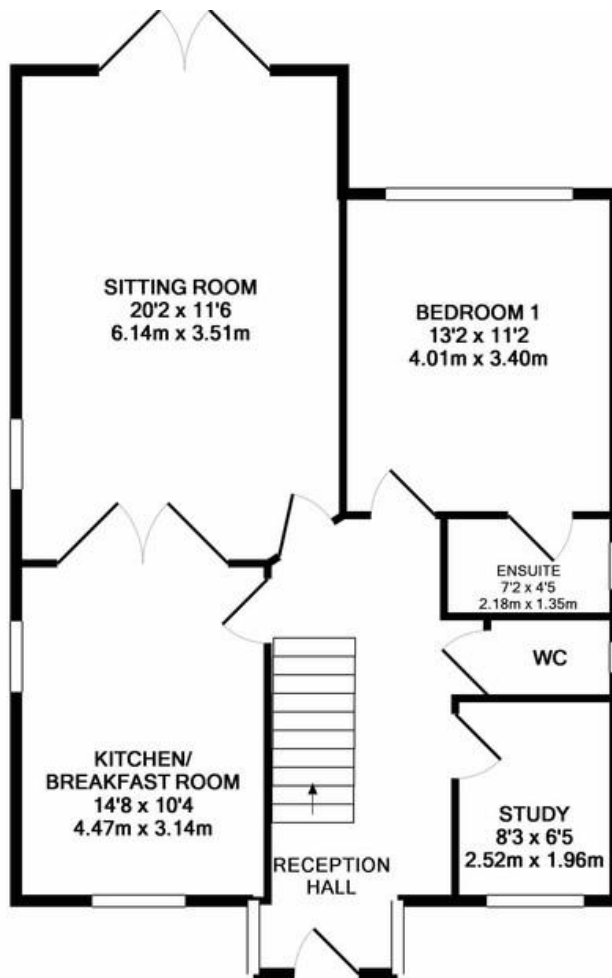 SITTING ROOM
20'2 x 11'6
6.14m x 3.51m
BEDROOM 1
13'2 x 11'2
4.01m x 3.40m
ENSUITE
7'2 x 4'5
2.18m x 1.35m
WC
KITCHEN/
BREAKFAST ROOM
14'8 x 10'4
4.47m x 3.14m
STUDY
8'3 x 6'5
2.52m x 1.96m
RECEPTION
HALL